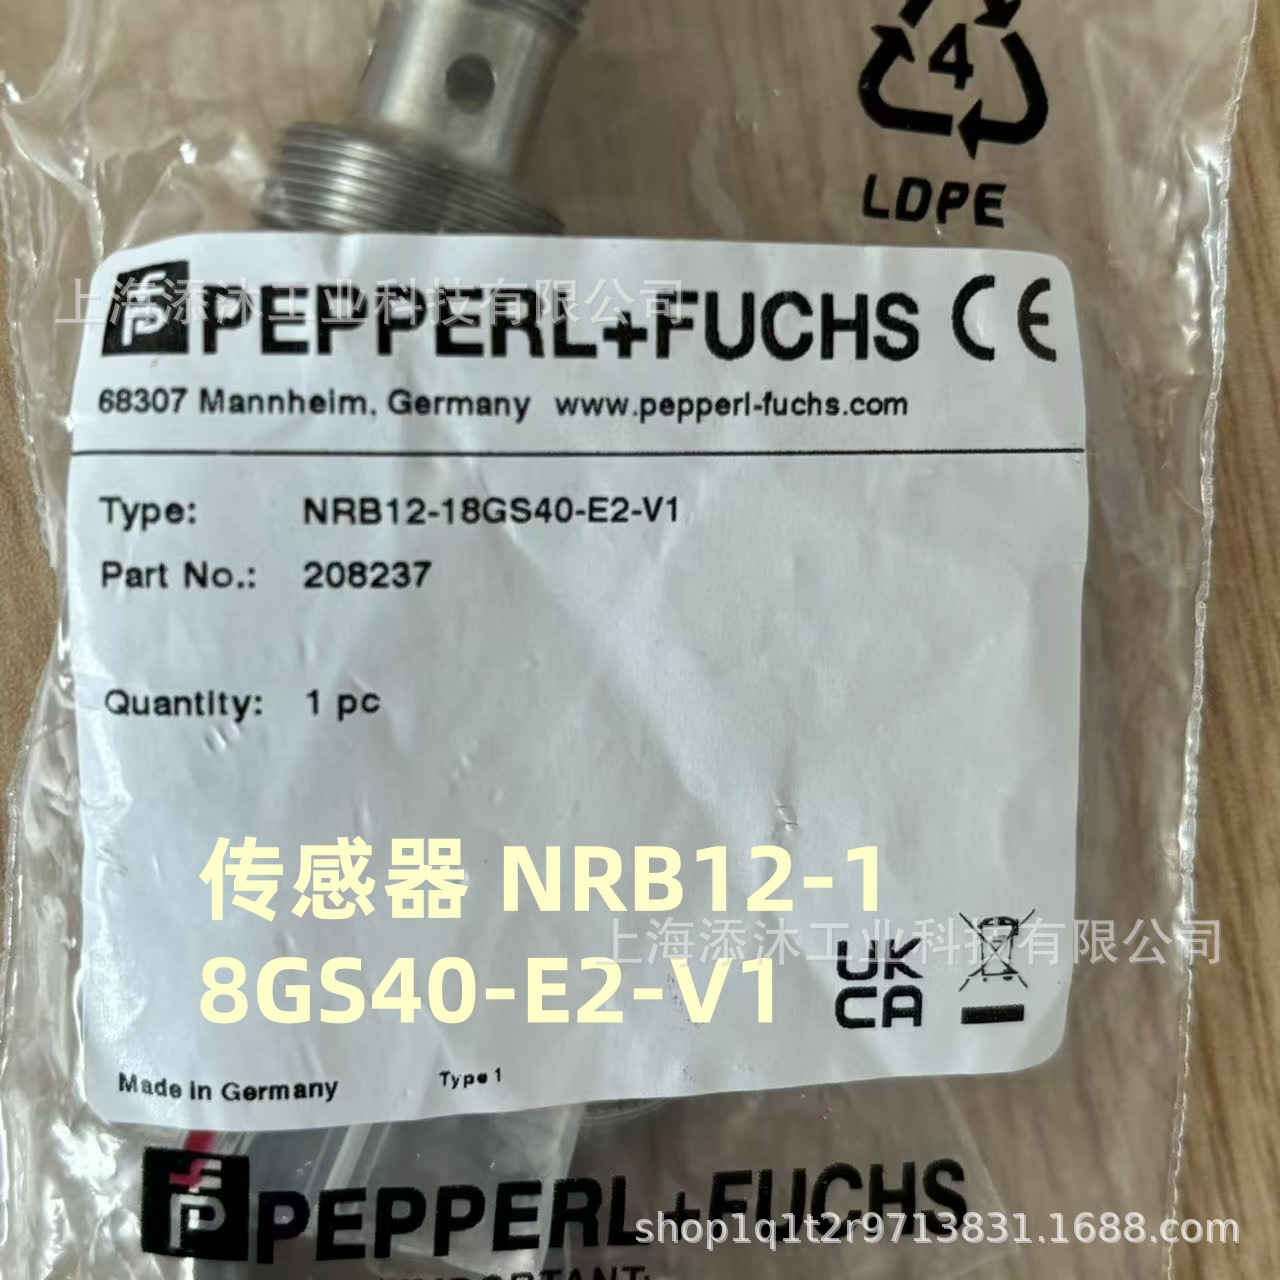 4
LDPE
PEPPERL+FUCHS CE
上海添沐工业科技有限公司
68307 Mannheim, Germany www.pepperl-fuchs.com
Type: NRB12-18GS40-E2-V1
Part No.: 208237
Quantity: 1 pc
传感器 NRB12-1
8GS40-E2-V1
上海添沐工业科技有限公司
UK
CA
Made in Germany Type 1
PEPPERL+FUCHS
shop1q1t2r9713831.1688.com
IMPORTANT: